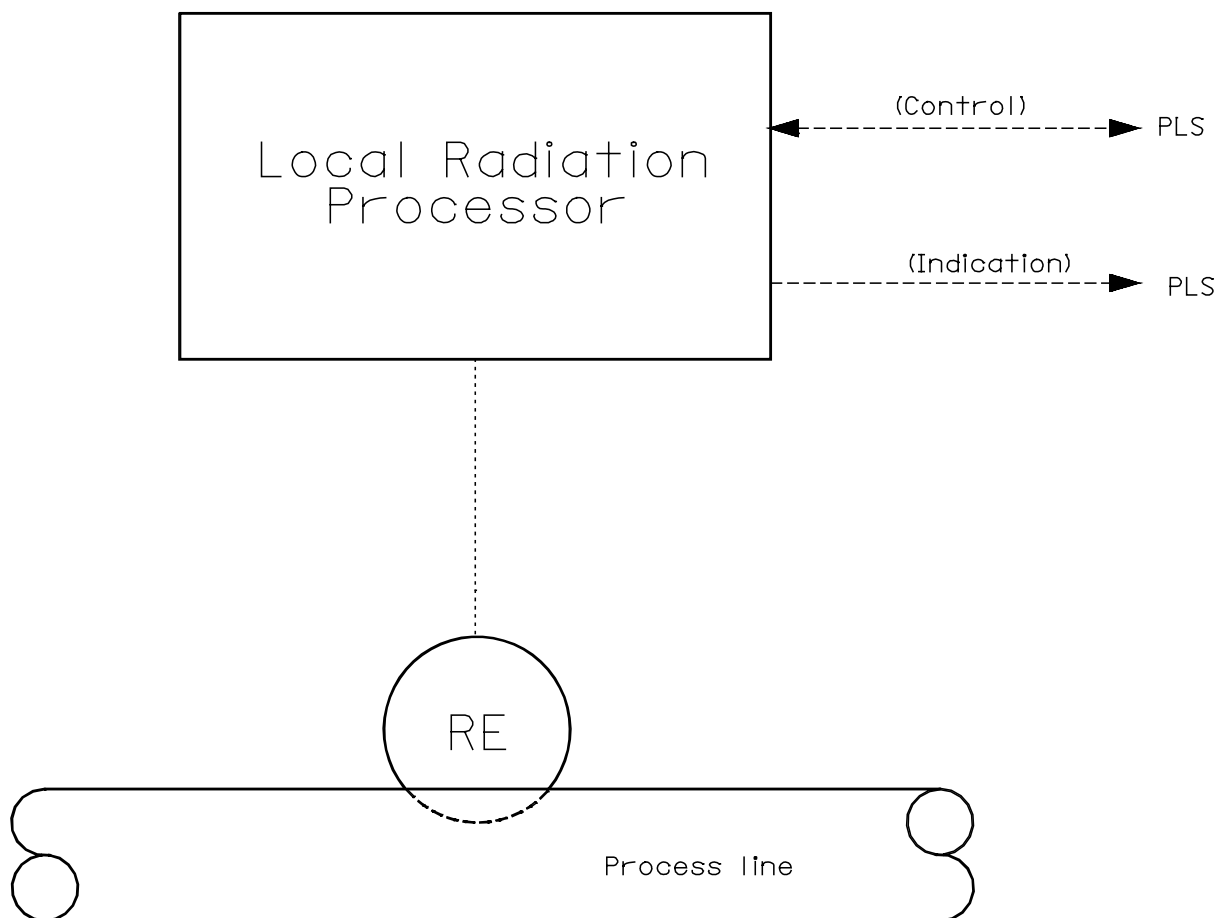 (Control)
PLS
Local Radiation
Processor
(Indication)
PLS
RE
Process line